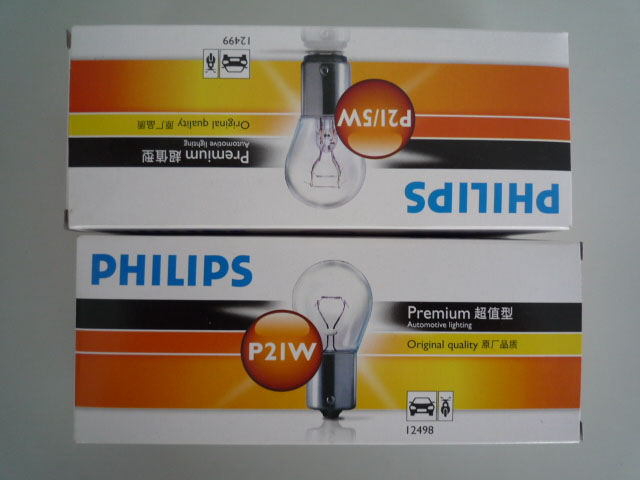 12499
P21/5W
Original quality 原厂品质
Automotive lighting
Premium 超值型
PHILIPS
PHILIPS
Premium 超值型
Automotive lighting
P21W
Original quality 原厂品质
12498